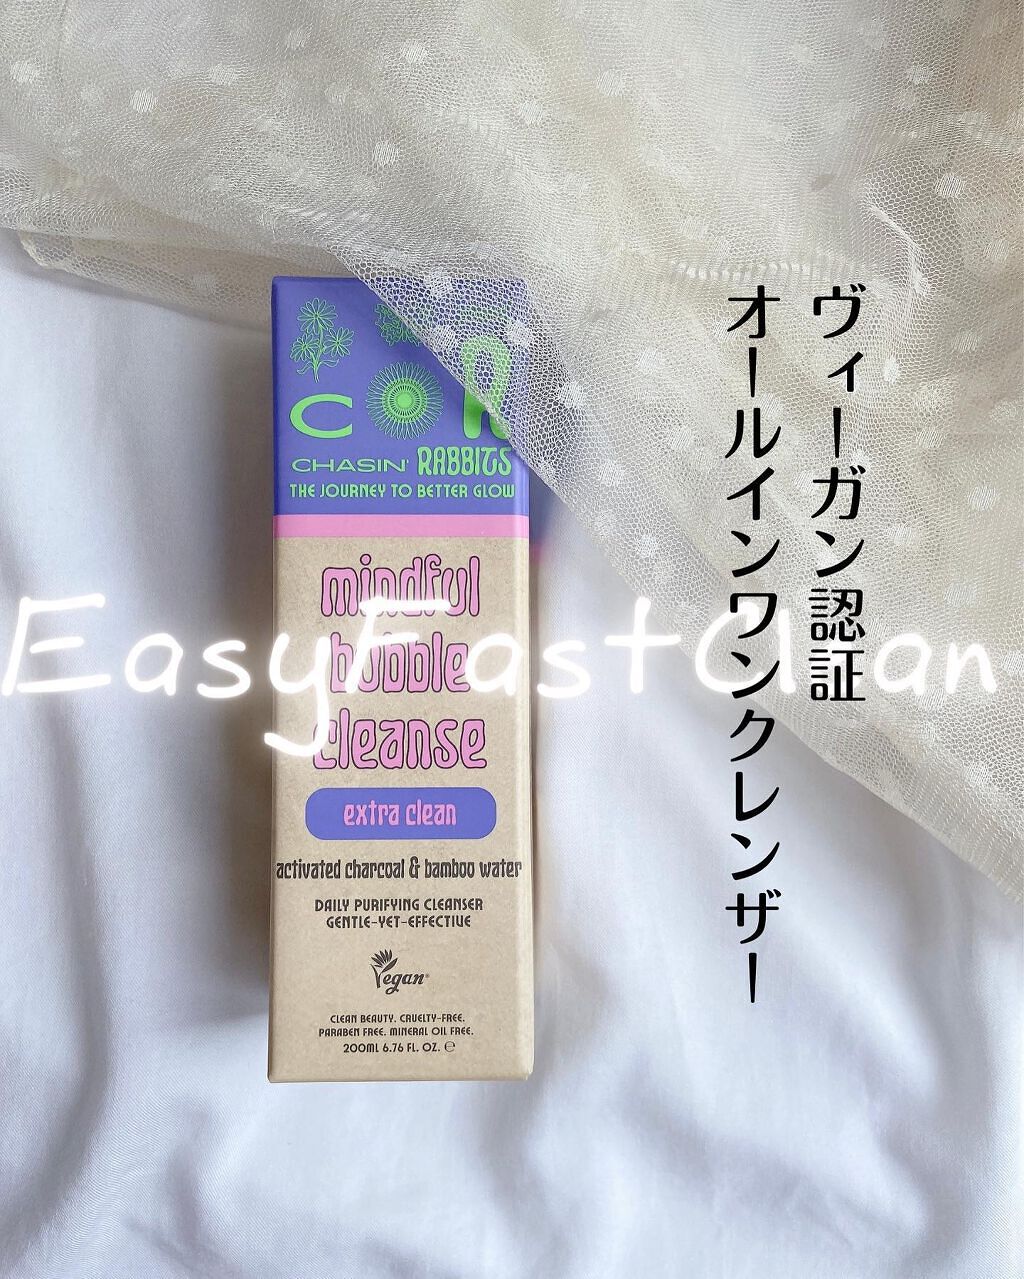 ヴィーガン認証
オールインワンクレンザー
C R
CHASIN' RABBITS
THE JOURNEY TO BETTER GLOW
mindful
bubble
cleanse
EasyFastClean
extra clean
activated charcoal & bamboo water
DAILY PURIFYING CLEANSER
GENTLE-YET-EFFECTIVE
Vegan®
CLEAN BEAUTY. CRUELTY-FREE.
PARABEN FREE. MINERAL OIL FREE.
200ML 6.76 FL. OZ. ℮